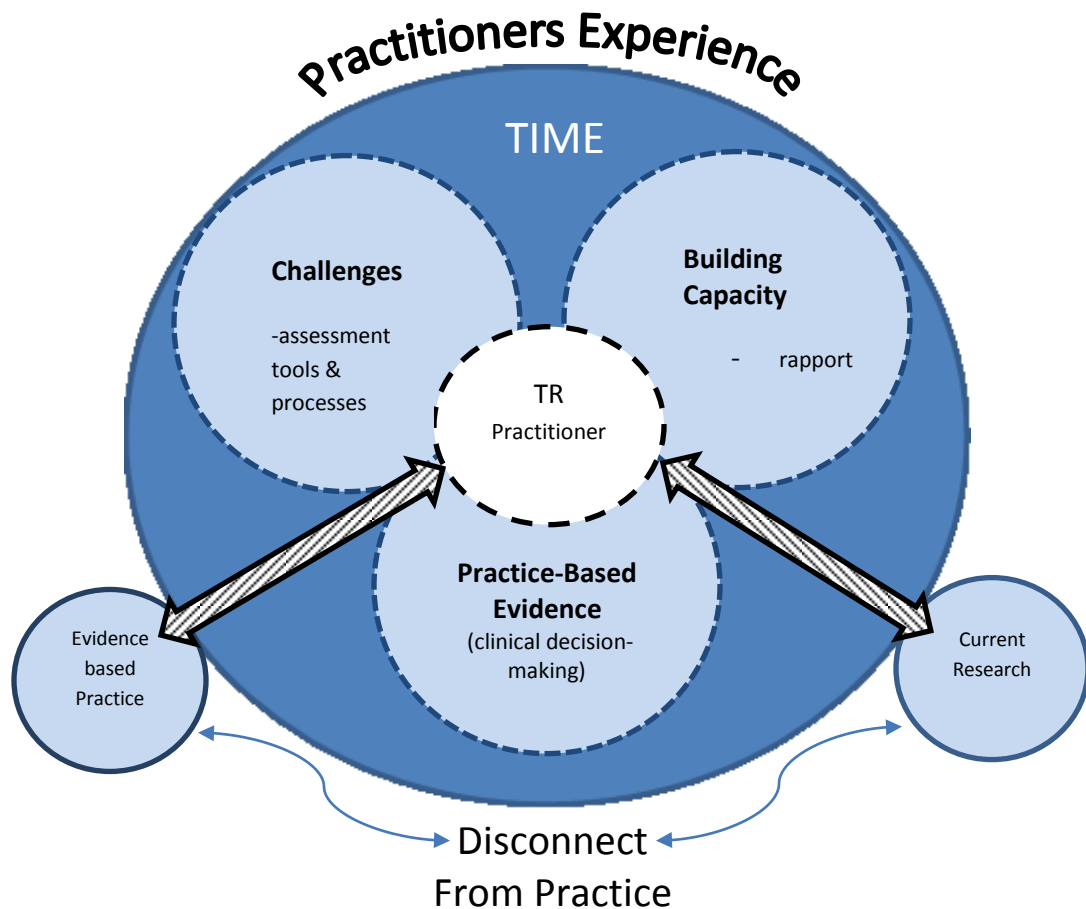 Practitioners Experience
TIME
Challenges
-assessment
tools &
processes
Building
Capacity
- rapport
TR
Practitioner
Practice-Based
Evidence
(clinical decision-
making)
Evidence
based
Practice
Current
Research
Disconnect
From Practice